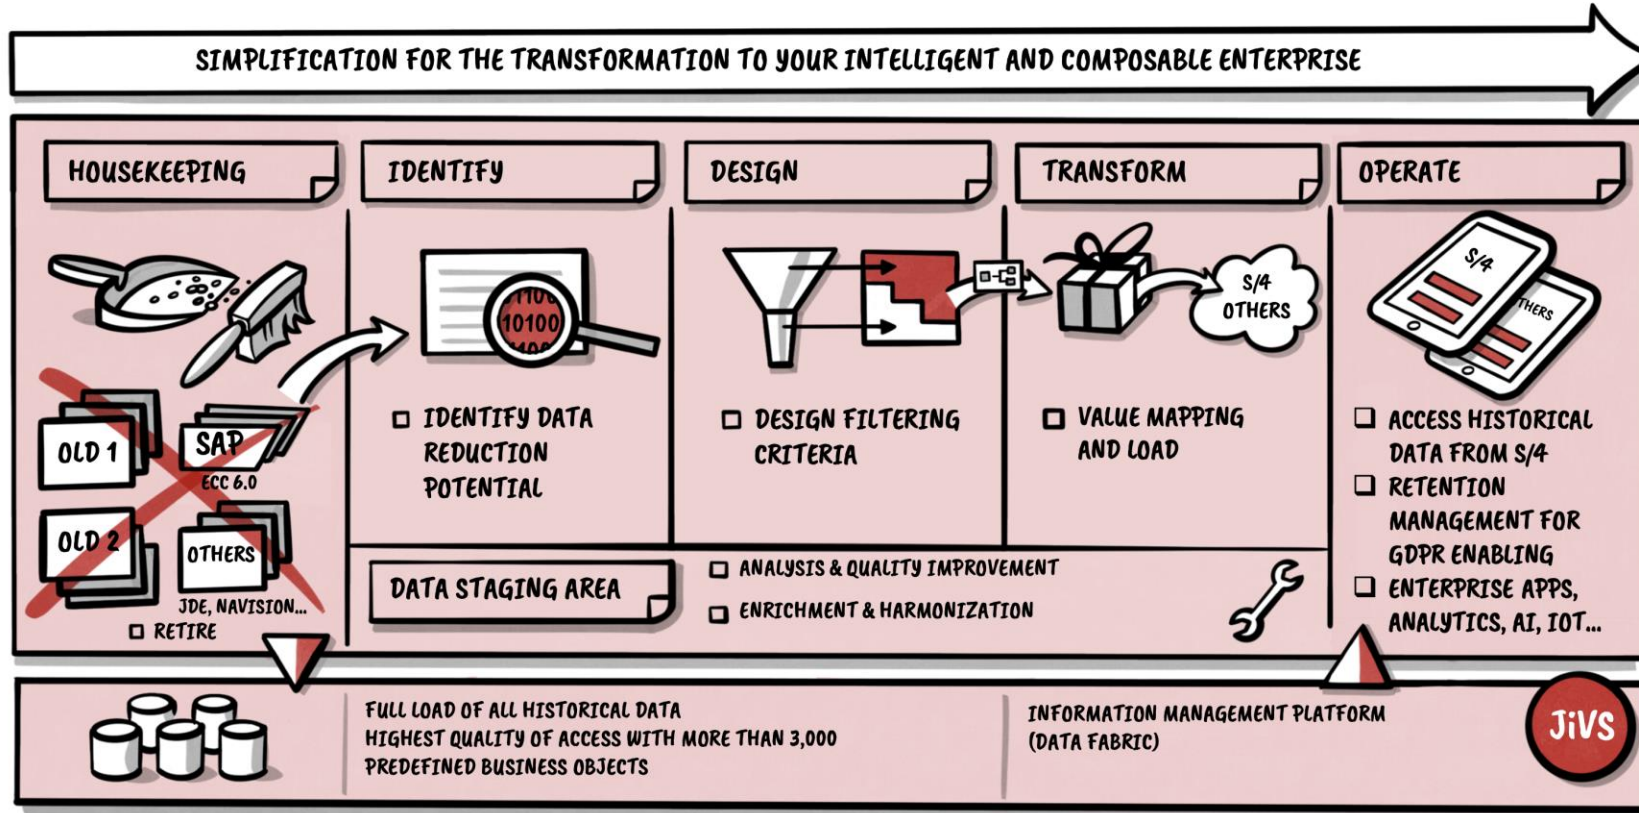 SIMPLIFICATION FOR THE TRANSFORMATION TO YOUR INTELLIGENT AND COMPOSABLE ENTERPRISE
HOUSEKEEPING
OLD 1
SAP
ECC 6.0
OLD 2
OTHERS
JDE, NAVISION...
RETIRE
IDENTIFY
10100
IDENTIFY DATA
REDUCTION
POTENTIAL
DESIGN
DESIGN FILTERING
CRITERIA
TRANSFORM
S/4
OTHERS
VALUE MAPPING
AND LOAD
DATA STAGING AREA
ANALYSIS & QUALITY IMPROVEMENT
ENRICHMENT & HARMONIZATION
OPERATE
S/4
THERS
ACCESS HISTORICAL
DATA FROM S/4
RETENTION
MANAGEMENT FOR
GDPR ENABLING
ENTERPRISE APPS,
ANALYTICS, AI, IOT...
FULL LOAD OF ALL HISTORICAL DATA
HIGHEST QUALITY OF ACCESS WITH MORE THAN 3,000
PREDEFINED BUSINESS OBJECTS
INFORMATION MANAGEMENT PLATFORM
(DATA FABRIC)
JiVS